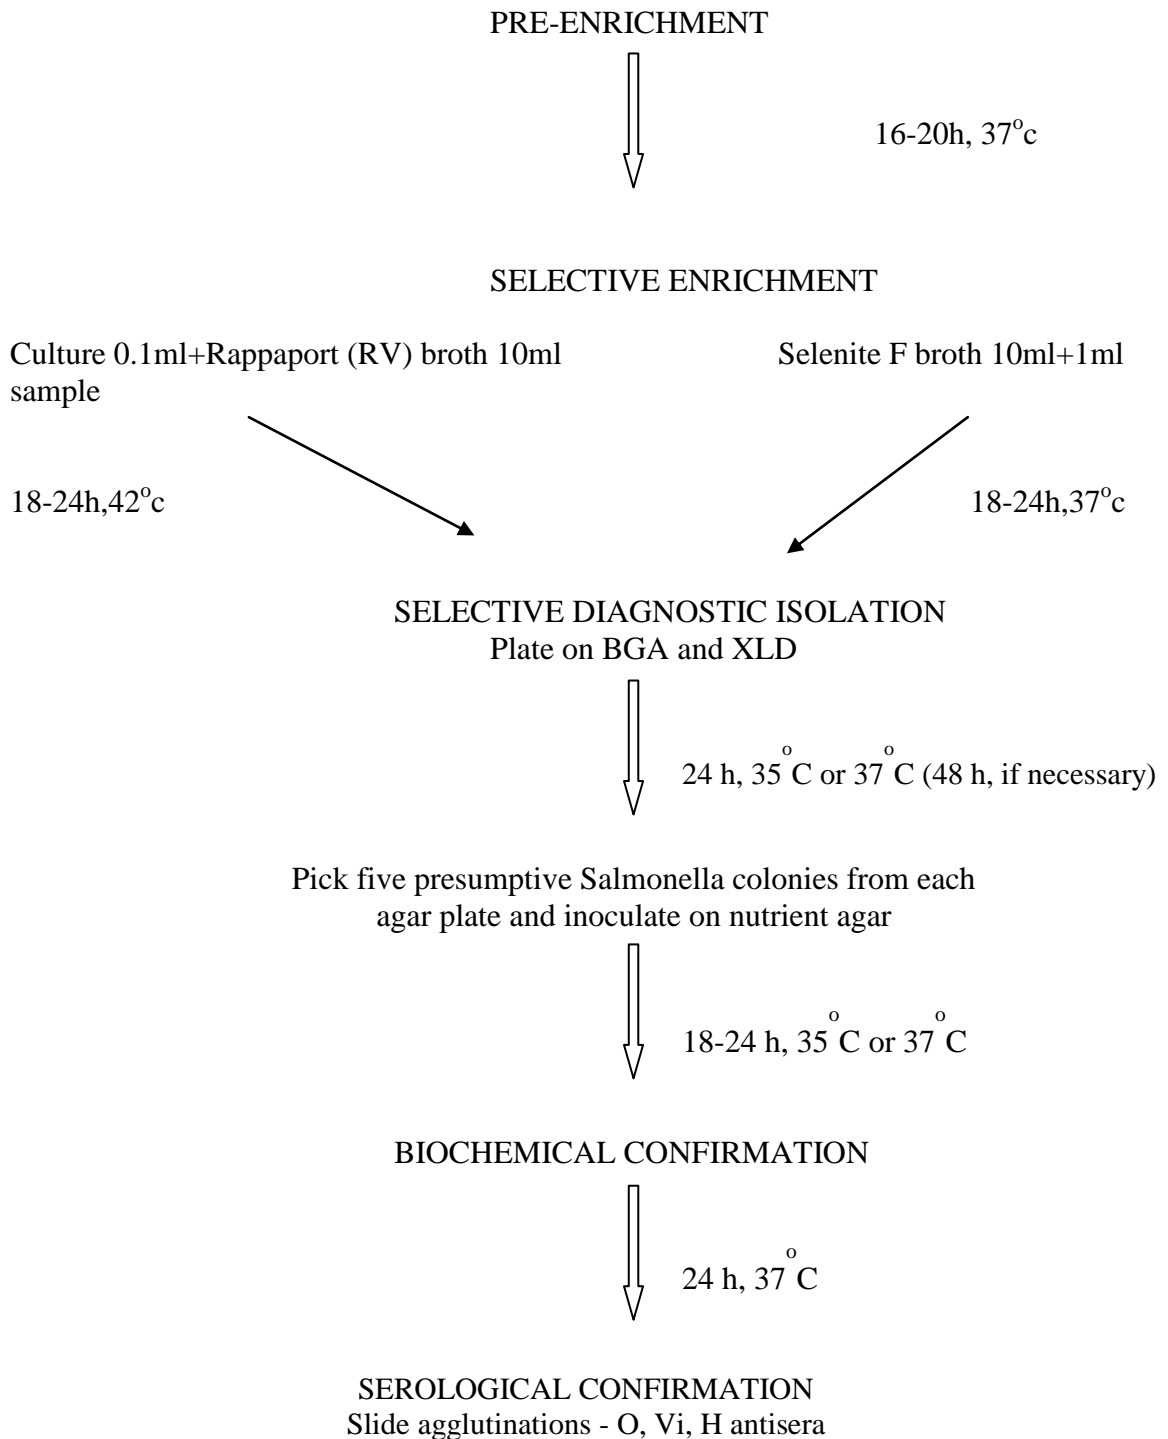 PRE-ENRICHMENT
16-20h, 37°c
SELECTIVE ENRICHMENT
Culture 0.1ml+Rappaport (RV) broth 10ml
sample
Selenite F broth 10ml+1ml
18-24h,42°c
18-24h,37°c
SELECTIVE DIAGNOSTIC ISOLATION
Plate on BGA and XLD
24 h, 35°C or 37°C (48 h, if necessary)
Pick five presumptive Salmonella colonies from each
agar plate and inoculate on nutrient agar
18-24 h, 35°C or 37°C
BIOCHEMICAL CONFIRMATION
24 h, 37°C
SEROLOGICAL CONFIRMATION
Slide agglutinations - O, Vi, H antisera